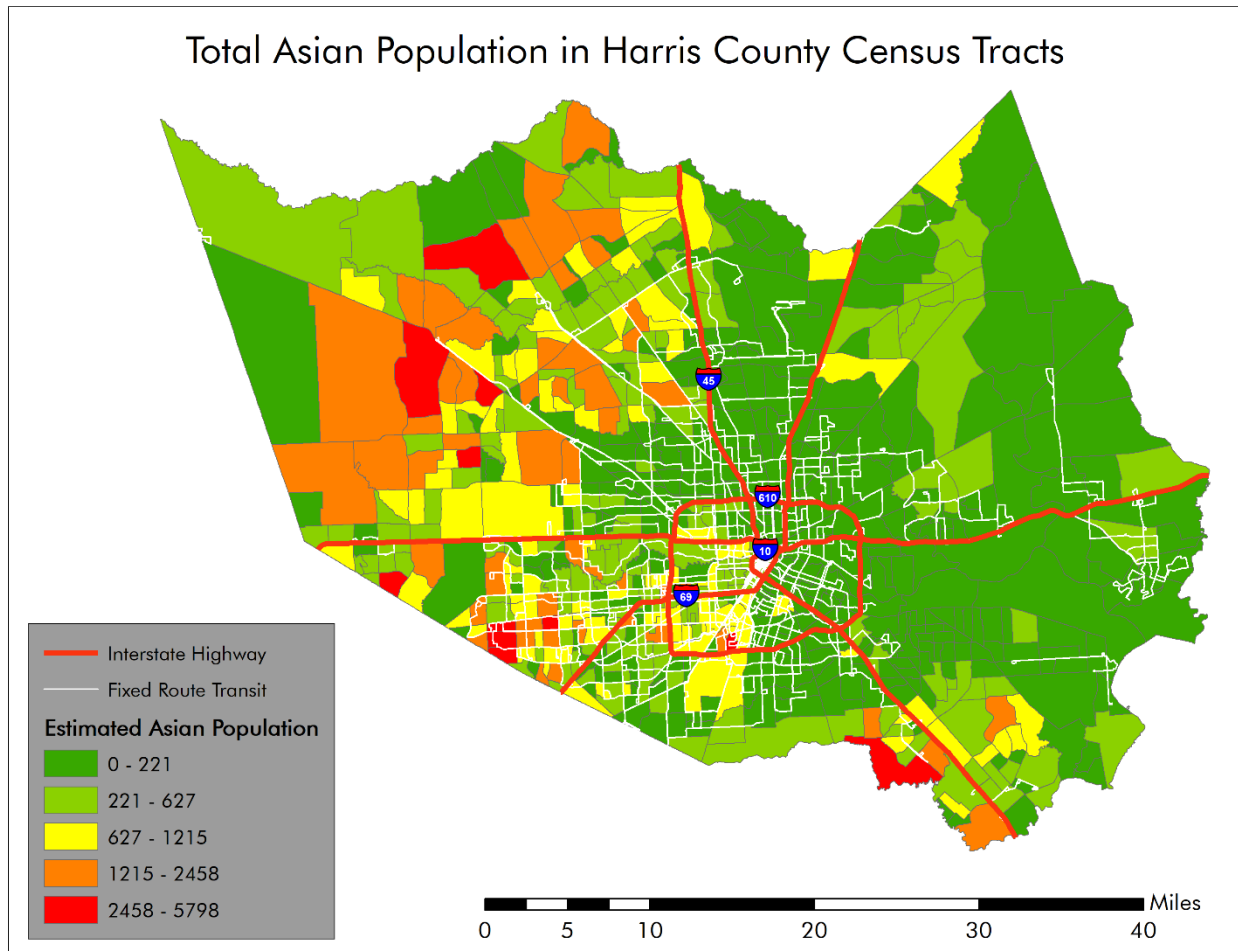 Total Asian Population in Harris County Census Tracts
45
610
10
69
Interstate Highway
Fixed Route Transit
Estimated Asian Population
0 - 221
221 - 627
627 - 1215
1215 - 2458
2458 - 5798
Miles
0 5 10 20 30 40